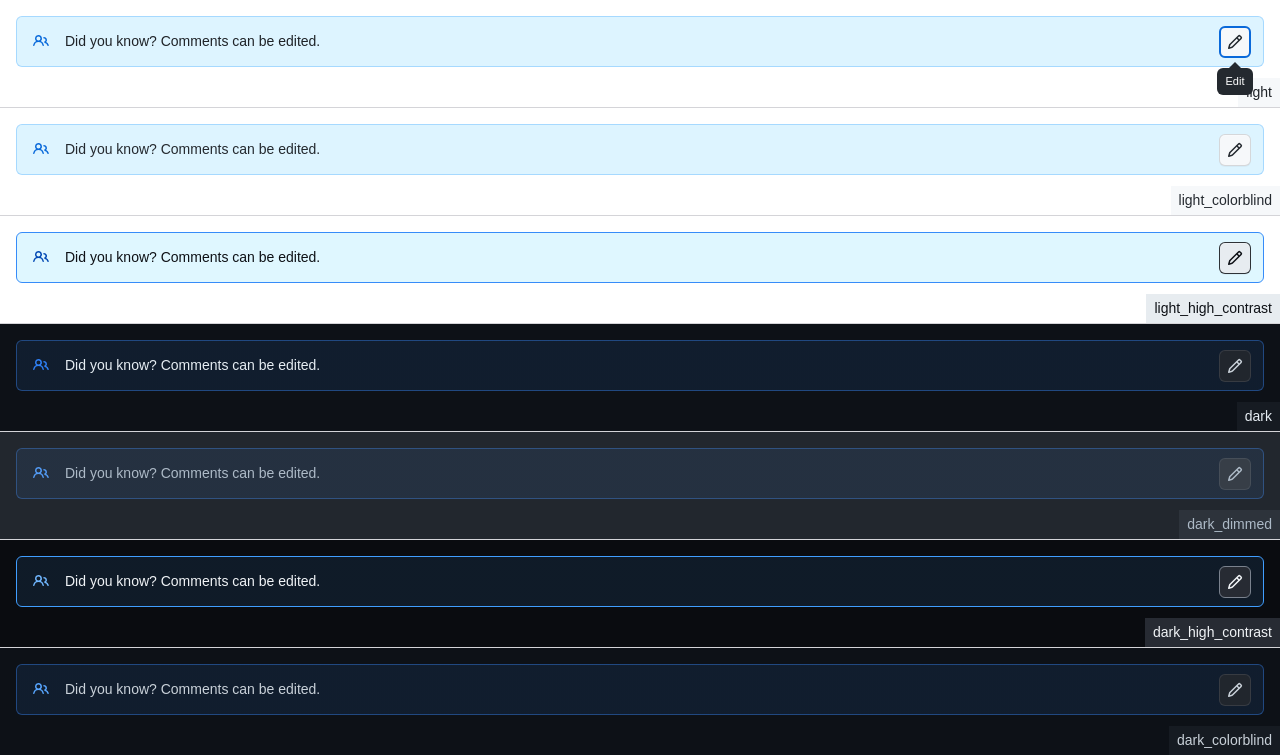 Did you know? Comments can be edited.
Edit
light
Did you know? Comments can be edited.
light_colorblind
Did you know? Comments can be edited.
light_high_contrast
Did you know? Comments can be edited.
dark
Did you know? Comments can be edited.
dark_dimmed
Did you know? Comments can be edited.
dark_high_contrast
Did you know? Comments can be edited.
dark_colorblind